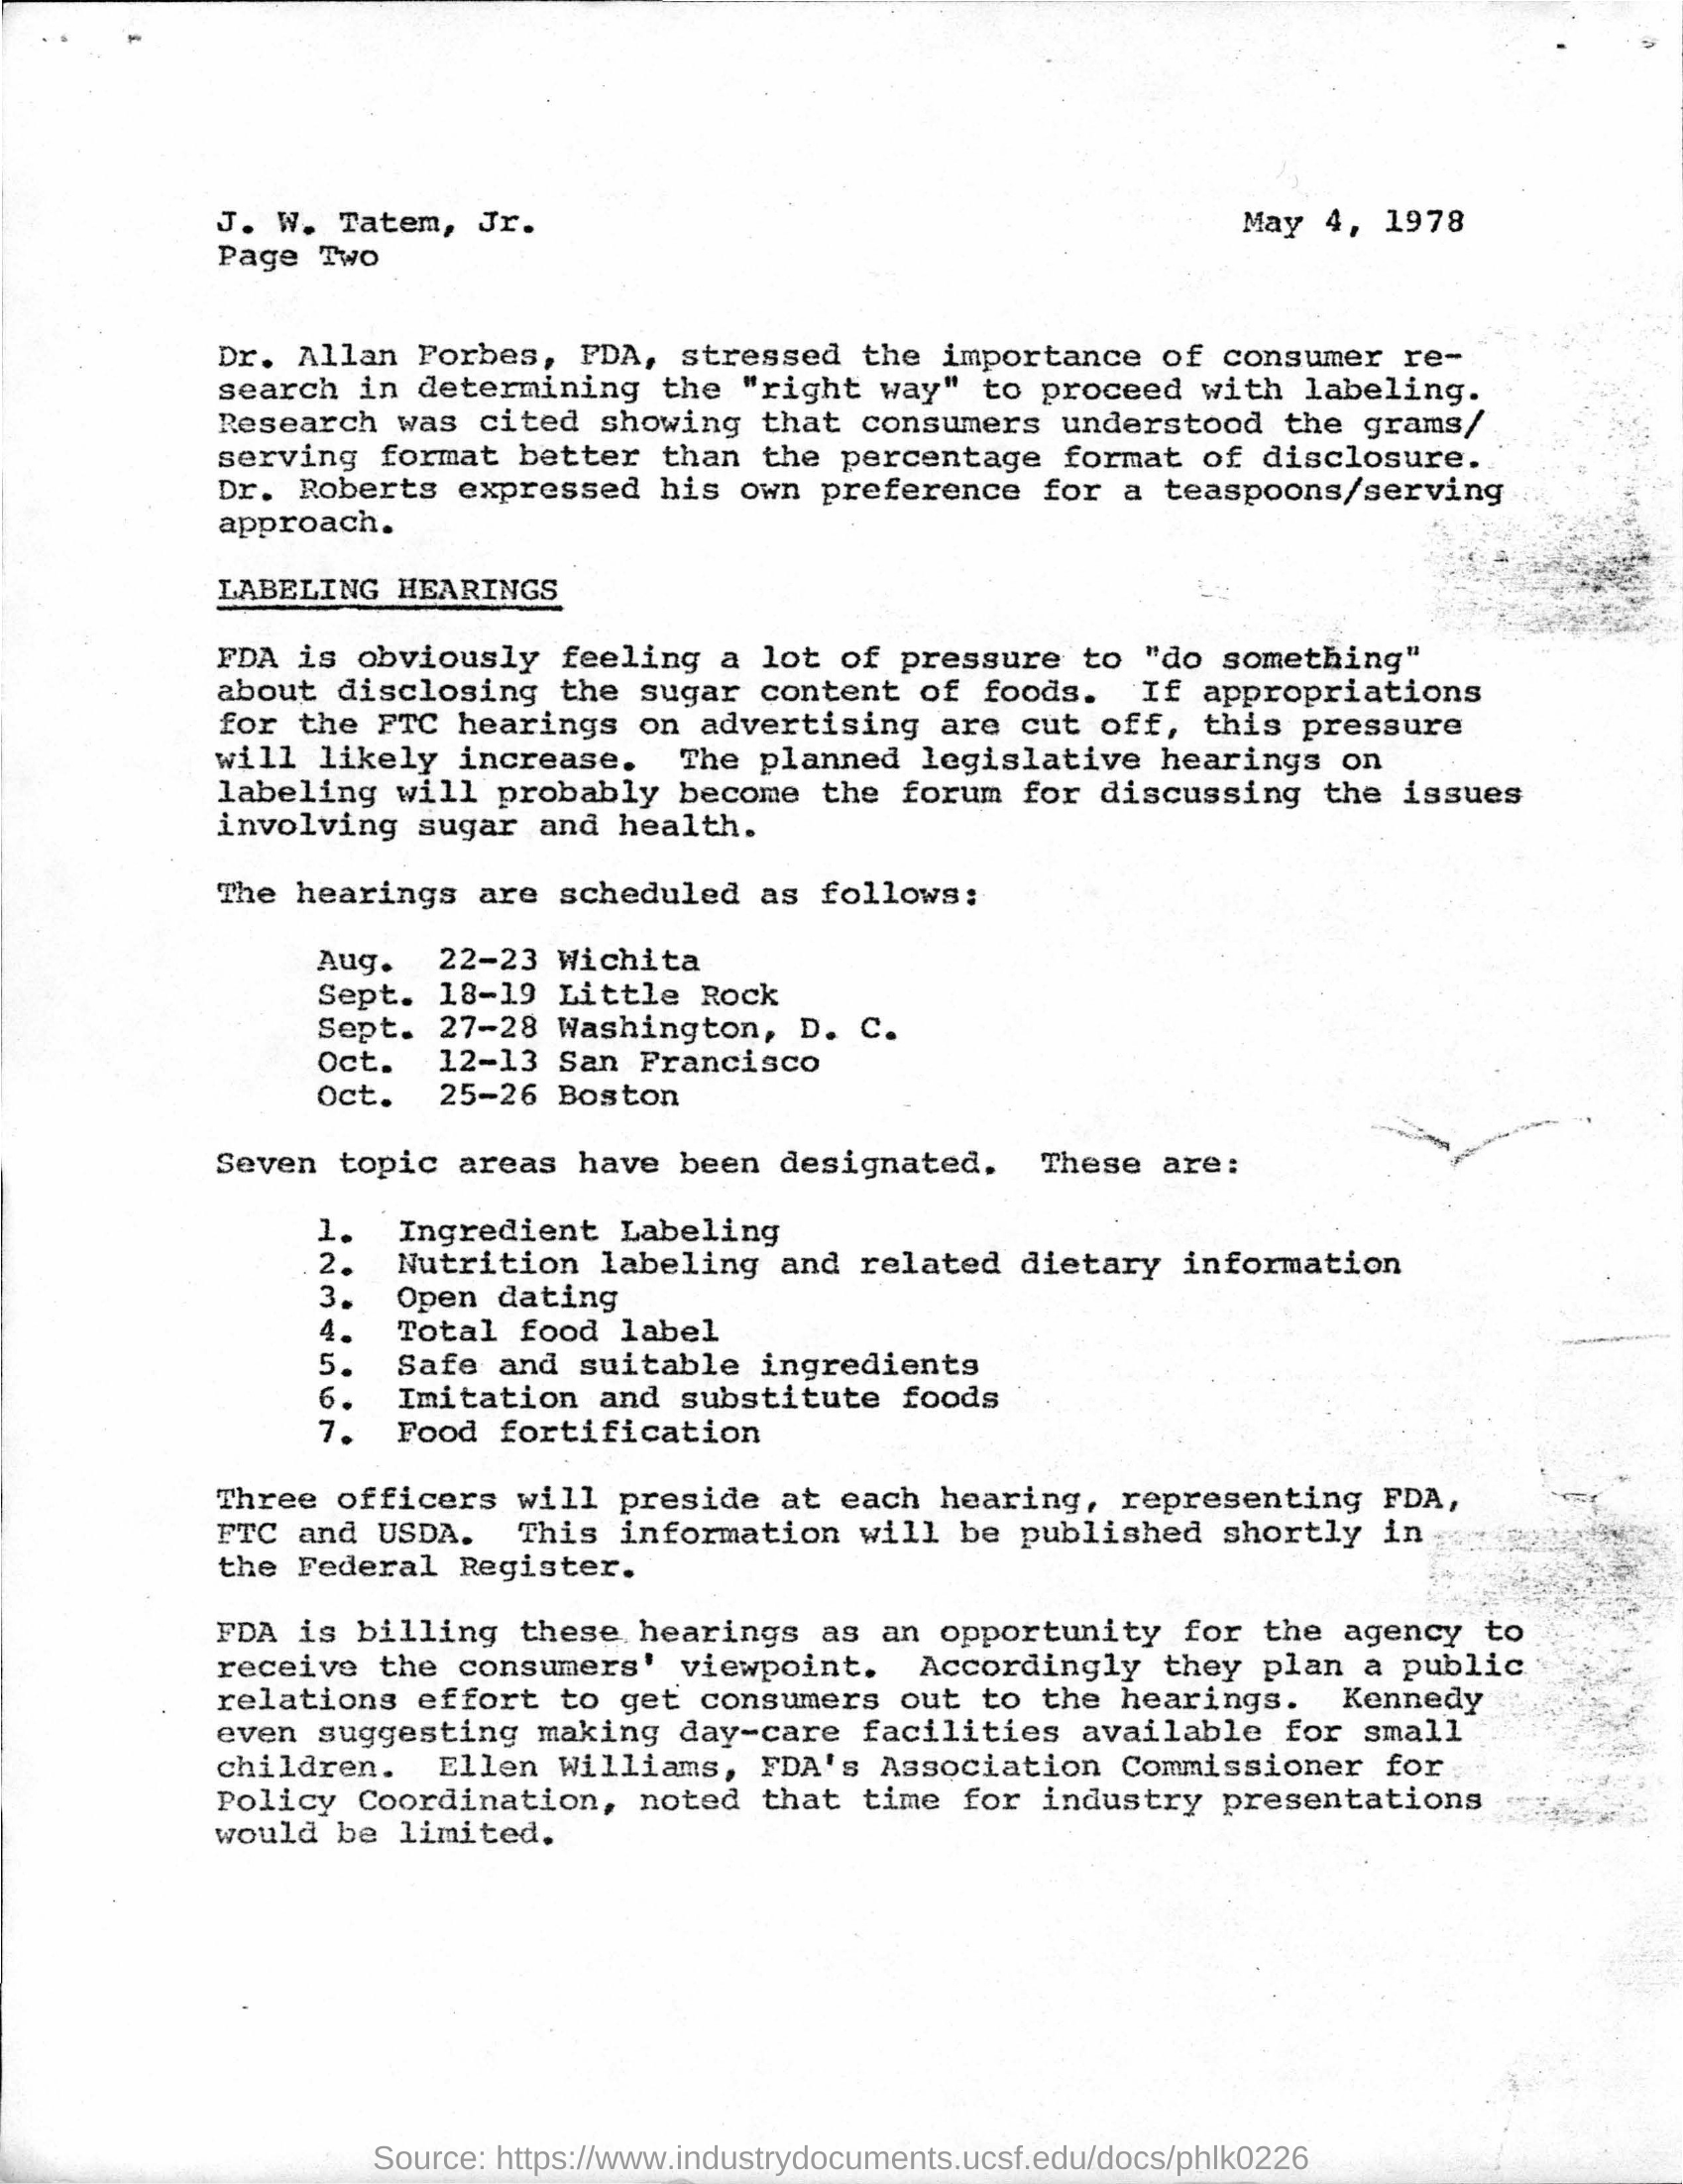 J. W. Tatem, Jr.
May 4, 1978
Page Two
Dr. Allan Forbes, FDA, stressed the importance of consumer re-
search in determining the "right way" to proceed with labeling.
Research was cited showing that consumers understood the grams/
serving format better than the percentage format of disclosure.
Dr. Roberts expressed his own preference for a teaspoons/serving
approach.
LABELING HEARINGS
FDA is obviously feeling a lot of pressure to "do something"
about disclosing the sugar content of foods. If appropriations
for the FTC hearings on advertising are cut off, this pressure
will likely increase. The planned legislative hearings on
labeling will probably become the forum for discussing the issues
involving sugar and health.
The hearings are scheduled as follows:
Aug. 22-23 Wichita
Sept. 18-19 Little Rock
Sept. 27-28 Washington, D. C.
Oct. 12-13 San Francisco
Oct. 25-26 Boston
Seven topic areas have been designated. These are:
1. Ingredient Labeling
2. Nutrition labeling and related dietary information
3. Open dating
4. Total food label
5. Safe and suitable ingredients
6. Imitation and substitute foods
7. Food fortification
Three officers will preside at each hearing, representing FDA,
FTC and USDA. This information will be published shortly in
the Federal Register.
FDA is billing these hearings as an opportunity for the agency to
receive the consumers' viewpoint. Accordingly they plan a public
relations effort to get consumers out to the hearings. Kennedy
even suggesting making day-care facilities available for small
children. Ellen Williams, FDA's Association Commissioner for
Policy Coordination, noted that time for industry presentations
would be limited.
Source: https://www.industrydocuments.ucsf.edu/docs/phlk0226